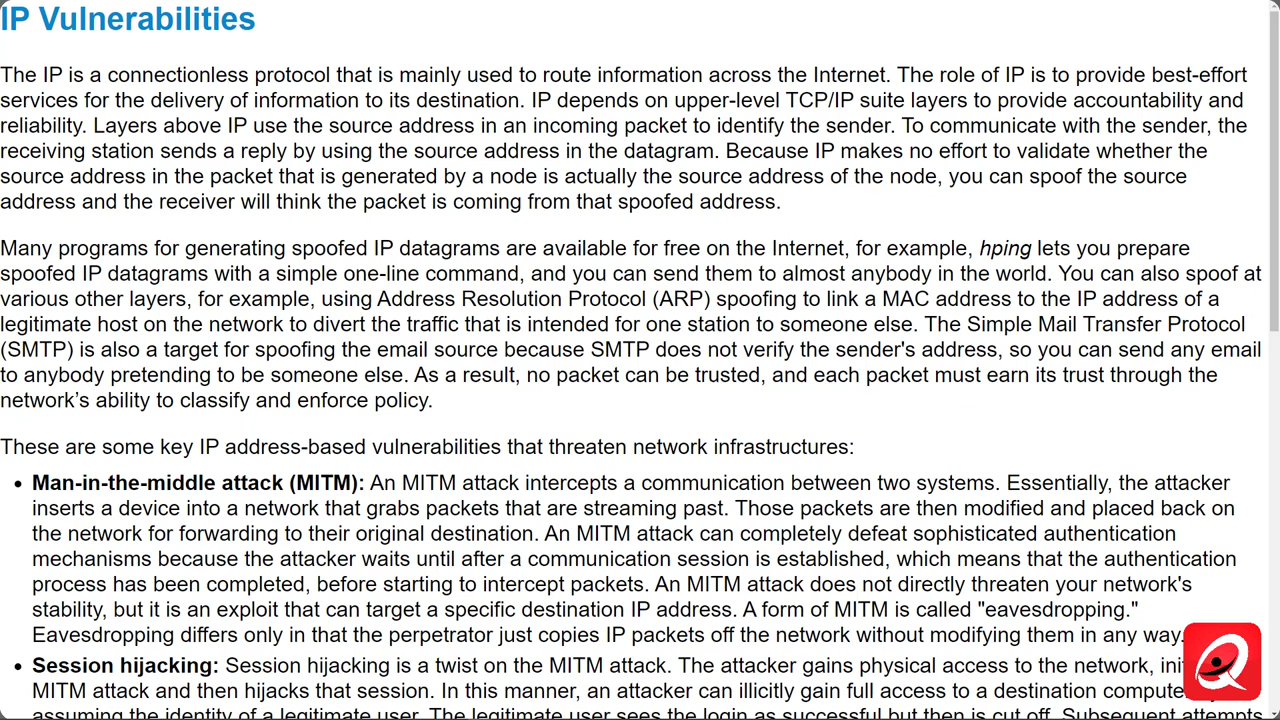 IP Vulnerabilities
The IP is a connectionless protocol that is mainly used to route information across the Internet. The role of IP is to provide best-effort
services for the delivery of information to its destination. IP depends on upper-level TCP/IP suite layers to provide accountability and
reliability. Layers above IP use the source address in an incoming packet to identify the sender. To communicate with the sender, the
receiving station sends a reply by using the source address in the datagram. Because IP makes no effort to validate whether the
source address in the packet that is generated by a node is actually the source address of the node, you can spoof the source
address and the receiver will think the packet is coming from that spoofed address.
Many programs for generating spoofed IP datagrams are available for free on the Internet, for example, hping lets you prepare
spoofed IP datagrams with a simple one-line command, and you can send them to almost anybody in the world. You can also spoof at
various other layers, for example, using Address Resolution Protocol (ARP) spoofing to link a MAC address to the IP address of a
legitimate host on the network to divert the traffic that is intended for one station to someone else. The Simple Mail Transfer Protocol
(SMTP) is also a target for spoofing the email source because SMTP does not verify the sender's address, so you can send any email
to anybody pretending to be someone else. As a result, no packet can be trusted, and each packet must earn its trust through the
network’s ability to classify and enforce policy.
These are some key IP address-based vulnerabilities that threaten network infrastructures:
• Man-in-the-middle attack (MITM): An MITM attack intercepts a communication between two systems. Essentially, the attacker
inserts a device into a network that grabs packets that are streaming past. Those packets are then modified and placed back on
the network for forwarding to their original destination. An MITM attack can completely defeat sophisticated authentication
mechanisms because the attacker waits until after a communication session is established, which means that the authentication
process has been completed, before starting to intercept packets. An MITM attack does not directly threaten your network's
stability, but it is an exploit that can target a specific destination IP address. A form of MITM is called "eavesdropping."
Eavesdropping differs only in that the perpetrator just copies IP packets off the network without modifying them in any way.
• Session hijacking: Session hijacking is a twist on the MITM attack. The attacker gains physical access to the network,
MITM attack and then hijacks that session. In this manner, an attacker can illicitly gain full access to a destination
assuming the identity of a legitimate user. The legitimate user sees the login as successful but then is cut off. Subsequent attempts